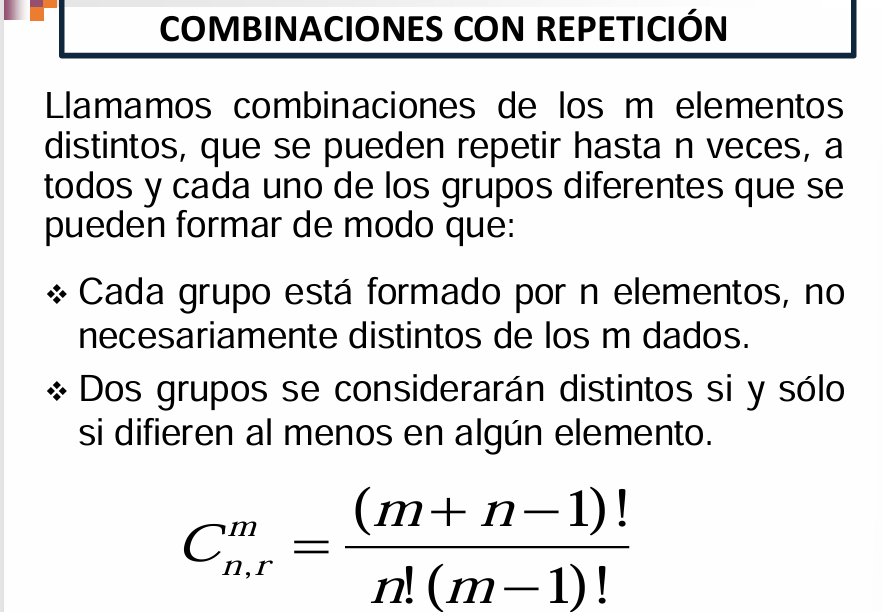 COMBINACIONES CON REPETICIÓN
Llamamos combinaciones de los m elementos
distintos, que se pueden repetir hasta n veces, a
todos y cada uno de los grupos diferentes que se
pueden formar de modo que:
❖ Cada grupo está formado por n elementos, no
necesariamente distintos de los m dados.
❖ Dos grupos se considerarán distintos si y sólo
si difieren al menos en algún elemento.
C^m_{n,r} = \frac{(m+n-1)!}{n!(m-1)!}